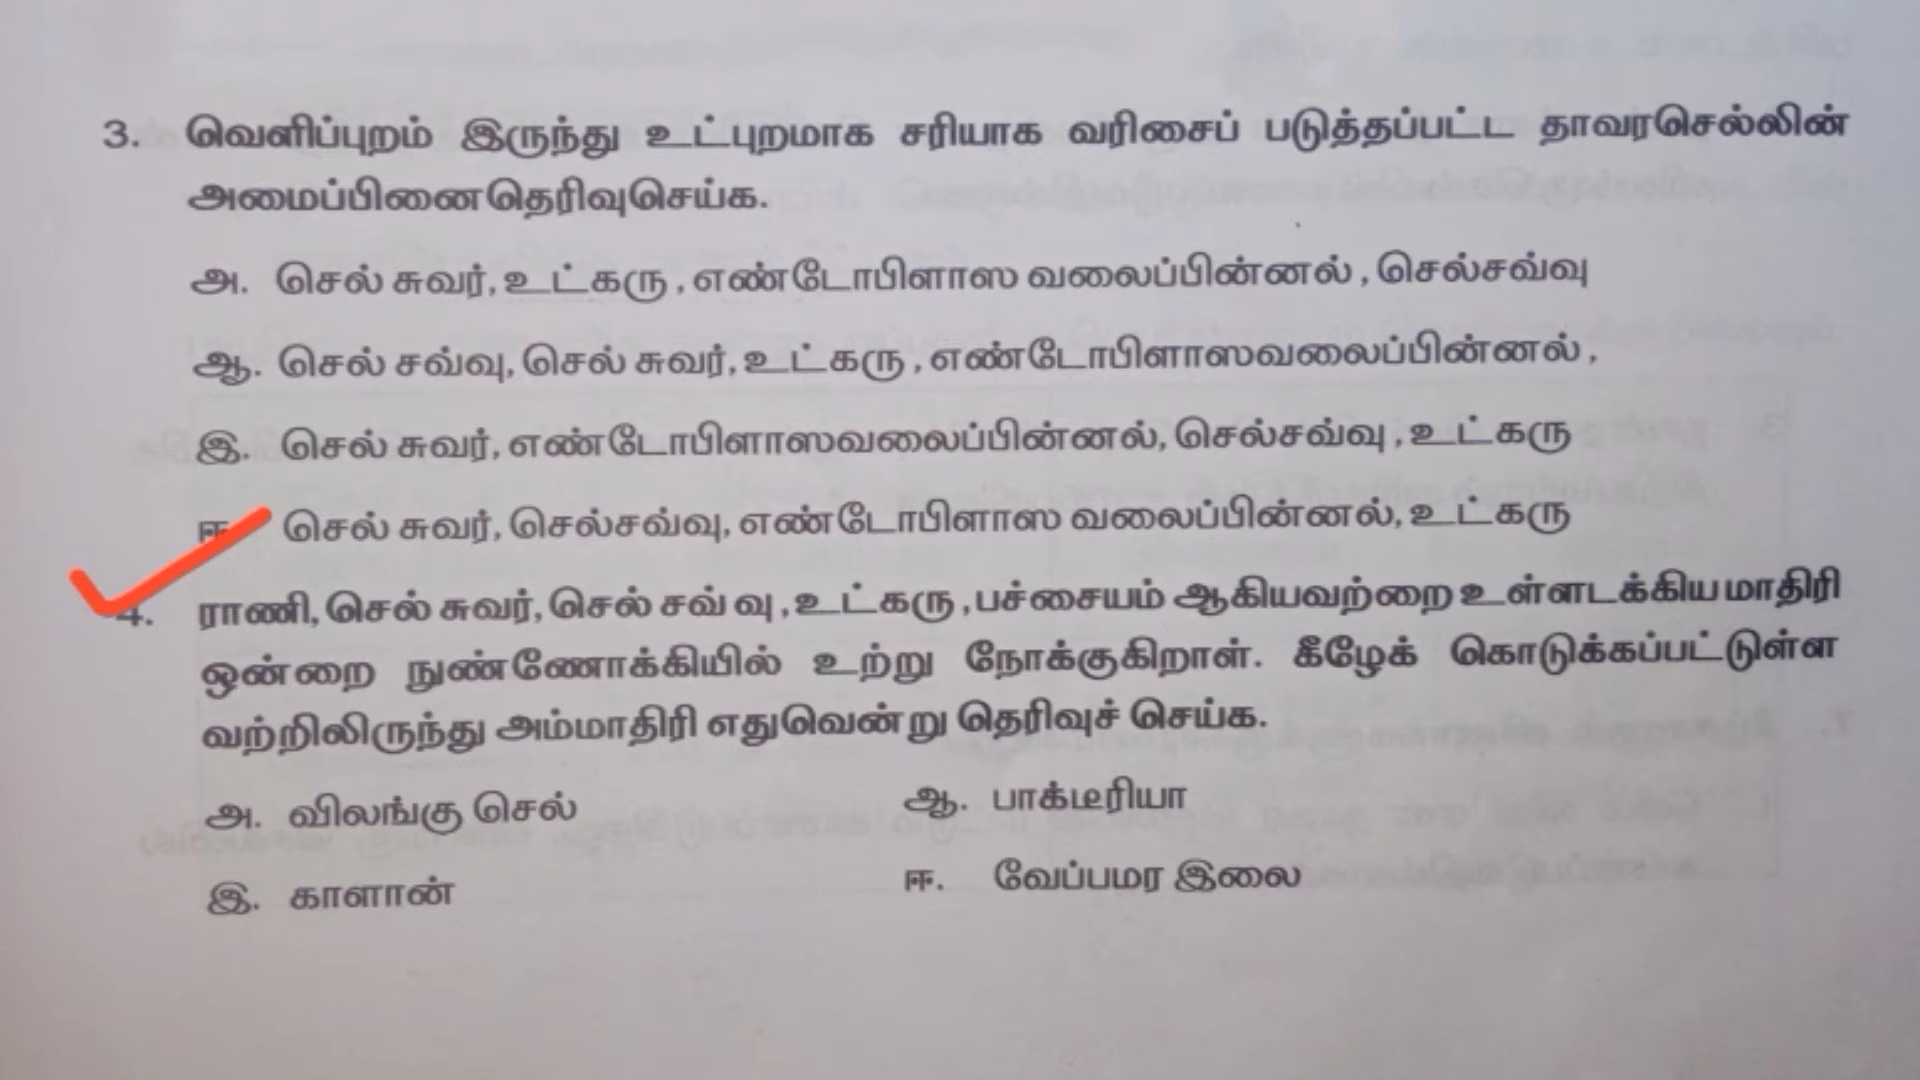 3. வெளிப்புறம் இருந்து உட்புறமாக சரியாக வரிசைப் படுத்தப்பட்ட தாவரசெல்லின்
அமைப்பினை தெரிவுசெய்க.
அ. செல் சுவர், உட்கரு, எண்டோபிளாஸ வலைப்பின்னல், செல்சவ்வு
ஆ. செல் சவ்வு, செல் சுவர், உட்கரு, எண்டோபிளாஸவலைப்பின்னல்,
இ. செல் சுவர், எண்டோபிளாஸவலைப்பின்னல், செல்சவ்வு, உட்கரு
ஈ. செல் சுவர், செல்சவ்வு, எண்டோபிளாஸ வலைப்பின்னல், உட்கரு
4. ராணி, செல் சுவர், செல் சவ்வு, உட்கரு, பச்சையம் ஆகியவற்றை உள்ளடக்கிய மாதிரி
ஒன்றை நுண்ணோக்கியில் உற்று நோக்குகிறாள். கீழேக் கொடுக்கப்பட்டுள்ள
வற்றிலிருந்து அம்மாதிரி எதுவென்று தெரிவுச் செய்க.
அ. விலங்கு செல் ஆ. பாக்டீரியா
இ. காளான் ஈ. வேப்பமர இலை